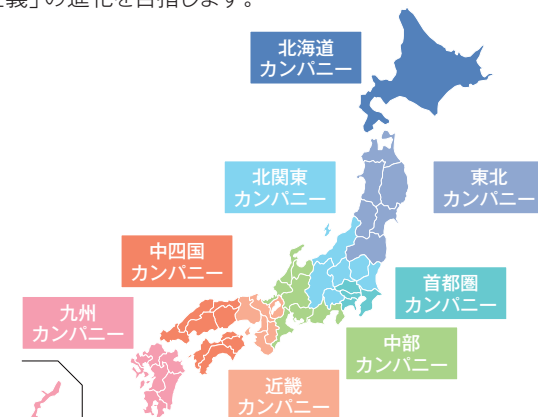 義」の進化を目指します。
北海道
カンパニー
北関東
カンパニー
東北
カンパニー
中四国
カンパニー
首都圏
カンパニー
九州
カンパニー
中部
カンパニー
近畿
カンパニー